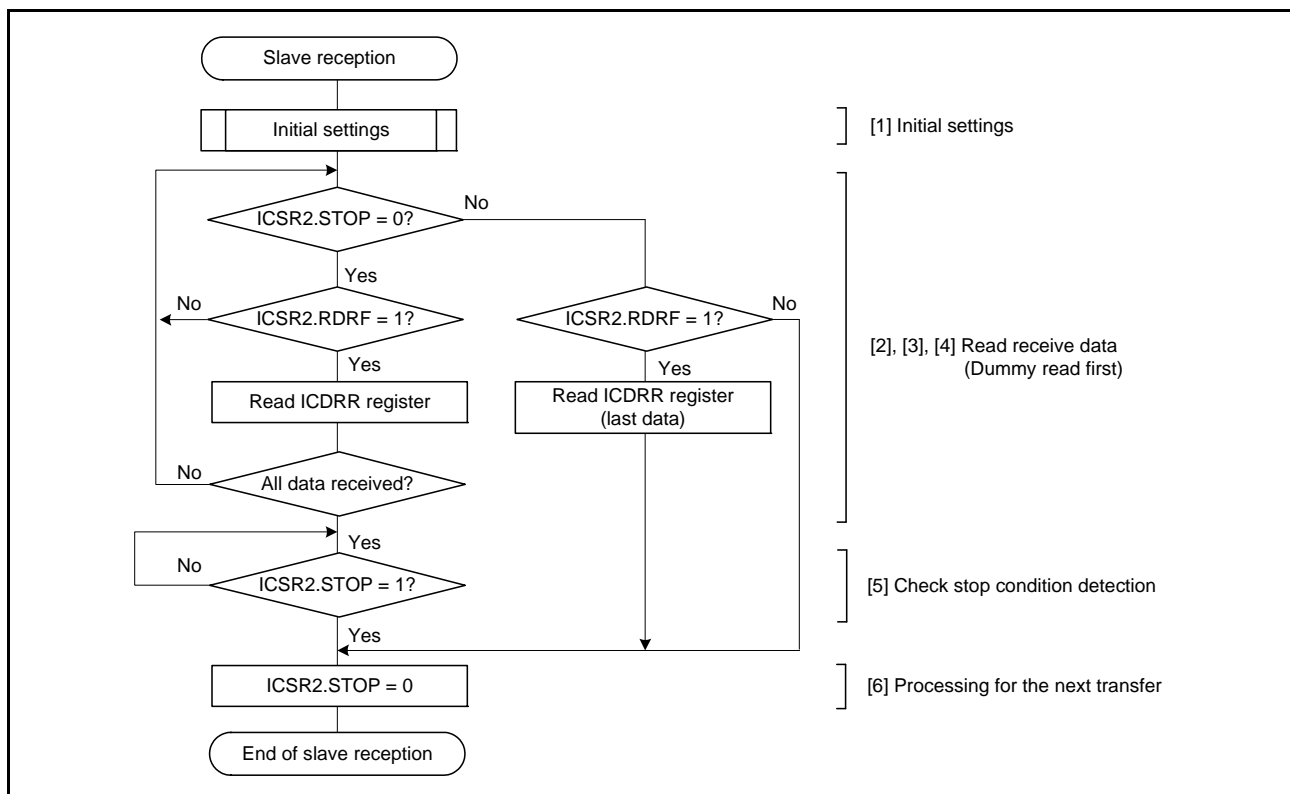 Slave reception
Initial settings
[1] Initial settings
ICSR2.STOP = 0?
No
Yes
No
ICSR2.RDRF = 1?
ICSR2.RDRF = 1?
No
[2], [3], [4] Read receive data
(Dummy read first)
Yes
Yes
Read ICDRR register
Read ICDRR register
(last data)
No
All data received?
Yes
No
ICSR2.STOP = 1?
[5] Check stop condition detection
Yes
ICSR2.STOP = 0
[6] Processing for the next transfer
End of slave reception